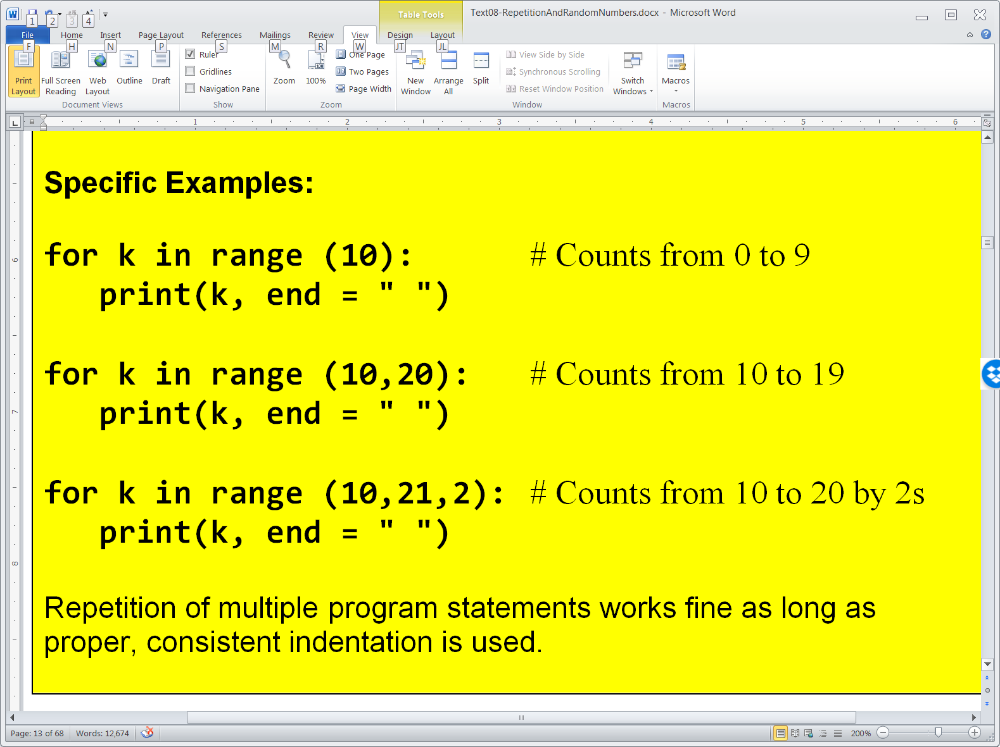 W 1 2 3 4 Table Tools Text08-RepetitionAndRandomNumbers.docx - Microsoft Word
File Home Insert Page Layout References Mailings Review View Design Layout
F H N P S M R W JT JL
Print Layout
Full Screen Reading
Web Layout
Outline
Draft
Document Views
Ruler
Gridlines
Navigation Pane
Show
Zoom
100%
One Page
Two Pages
Page Width
Zoom
New Window
Arrange All
Split
View Side by Side
Synchronous Scrolling
Reset Window Position
Switch Windows
Window
Macros
Macros
L 1 2 3 4 5 6
Specific Examples:
for k in range (10): # Counts from 0 to 9
print(k, end = " ")
for k in range (10,20): # Counts from 10 to 19
print(k, end = " ")
for k in range (10,21,2): # Counts from 10 to 20 by 2s
print(k, end = " ")
Repetition of multiple program statements works fine as long as
proper, consistent indentation is used.
6
7
8
Page: 13 of 68 Words: 12,674 200%